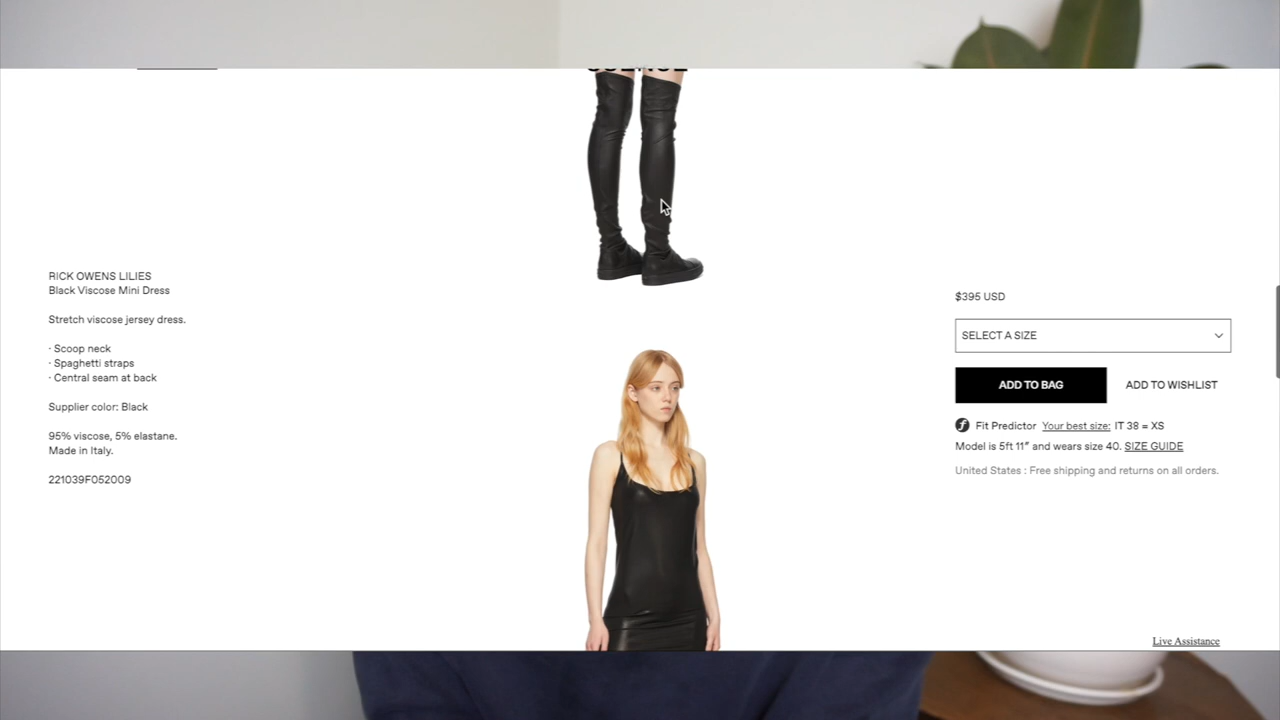 RICK OWENS LILIES
Black Viscose Mini Dress
Stretch viscose jersey dress.
· Scoop neck
· Spaghetti straps
· Central seam at back
Supplier color: Black
95% viscose, 5% elastane.
Made in Italy.
221039F052009
$395 USD
SELECT A SIZE
ADD TO BAG
ADD TO WISHLIST
Fit Predictor Your best size: IT 38 = XS
Model is 5ft 11″ and wears size 40. SIZE GUIDE
United States : Free shipping and returns on all orders.
Live Assistance